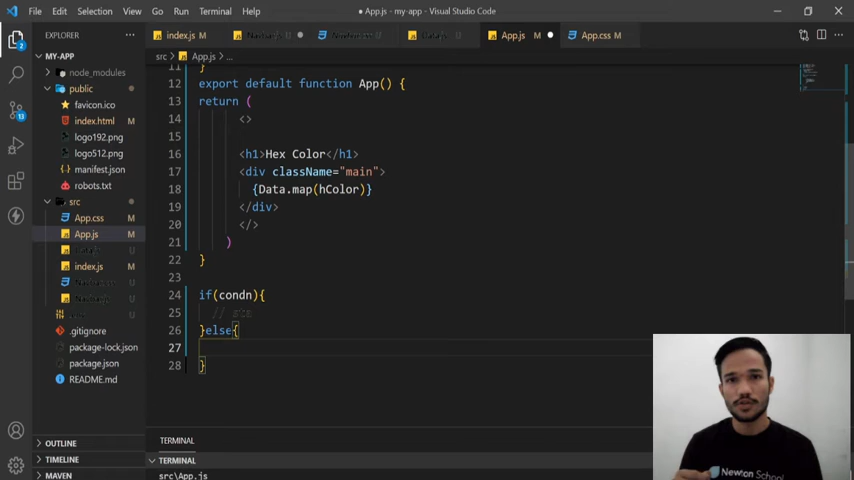 File Edit Selection View Go Run Terminal Help
● App.js - my-app - Visual Studio Code
EXPLORER
index.js M
App.js M
App.css M
src > App.js > ...
MY-APP
node_modules
public
favicon.ico
index.html M
logo192.png
logo512.png
manifest.json
robots.txt
src
App.css M
App.js M
U
index.js M
U
U
U
.gitignore
package-lock.json
package.json
README.md
OUTLINE
TIMELINE
MAVEN
2
13
11 }
12 export default function App() {
13 return (
14 <>
15
16 <h1>Hex Color</h1>
17 <div className="main">
18 {Data.map(hColor)}
19 </div>
20 </>
21 )
22 }
23
24 if(condn){
25 // sta
26 }else{
27
28 }
TERMINAL
TERMINAL
src\App.js
Newton School